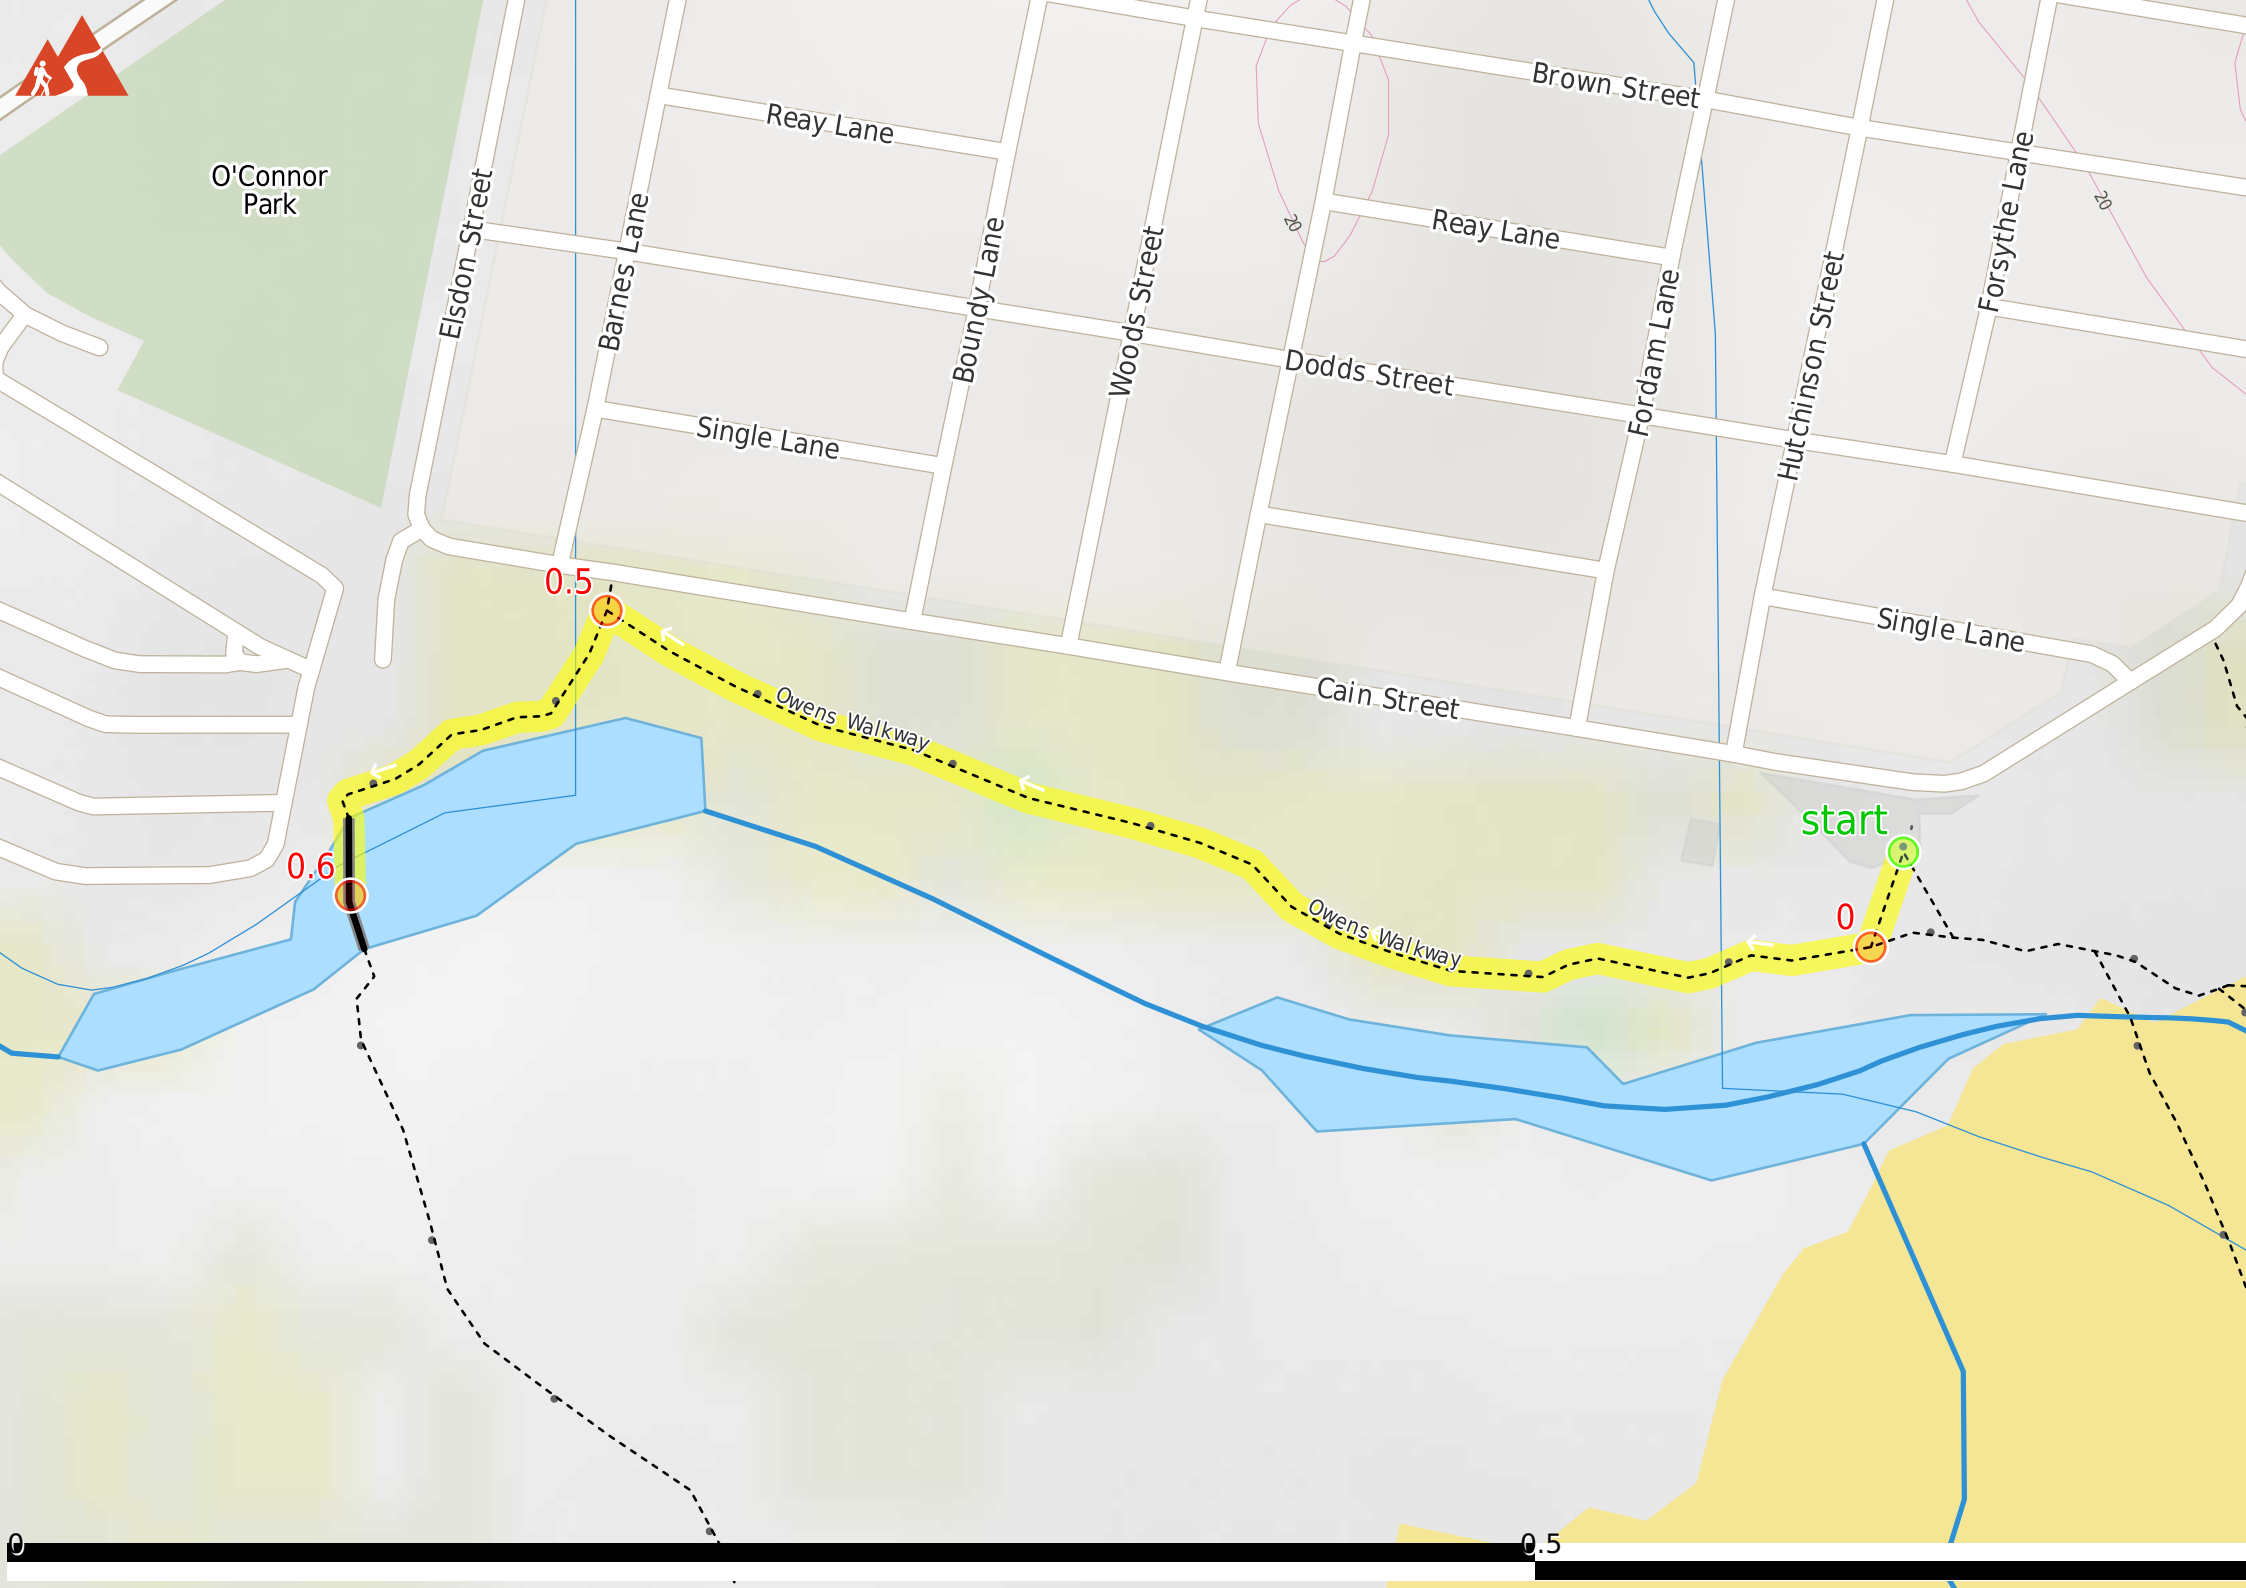 Brown Street
Reay Lane
O'Connor
Park
Elsdon Street
Barnes Lane
Boundy Lane
Woods Street
20
Reay Lane
Forsythe Lane
20
Fordam Lane
Hutchinson Street
Dodds Street
Single Lane
0.5
Single Lane
Cain Street
Owens Walkway
start
0.6
0
Owens Walkway
0
0.5